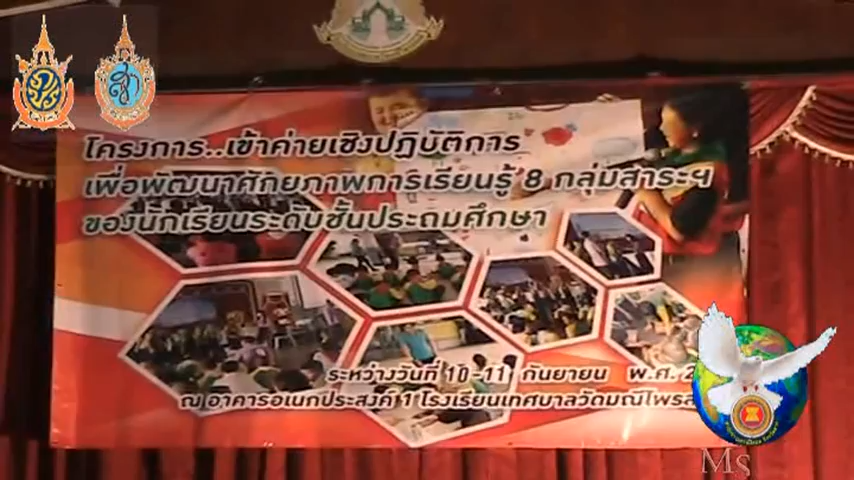 โครงการ..เข้าค่ายเชิงปฏิบัติการ
เพื่อพัฒนาศักยภาพการเรียนรู้ 8 กลุ่มสาระฯ
ของนักเรียนระดับชั้นประถมศึกษา
ระหว่างวันที่ 10-11 กันยายน พ.ศ. 2
ณ อาคารอเนกประสงค์ 1 โรงเรียนเทศบาลวัดมณีไพรส
Ms